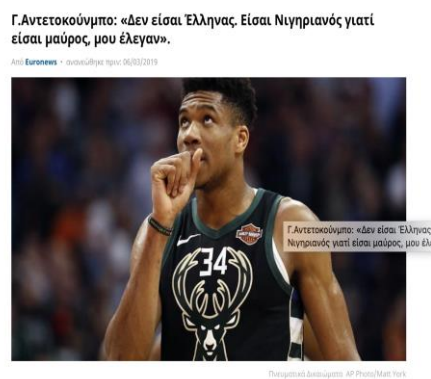 Γ.Αντετοκούνμπο: «Δεν είσαι Έλληνας. Είσαι Νιγηριανός γιατί
είσαι μαύρος, μου έλεγαν».
Από Euronews • ανανεώθηκε πριν: 06/03/2019
34
Γ.Αντετοκούνμπο: «Δεν είσαι Έλληνας
Νιγηριανός γιατί είσαι μαύρος, μου έλ
Πνευματικά Δικαιώματα AP Photo/Matt York